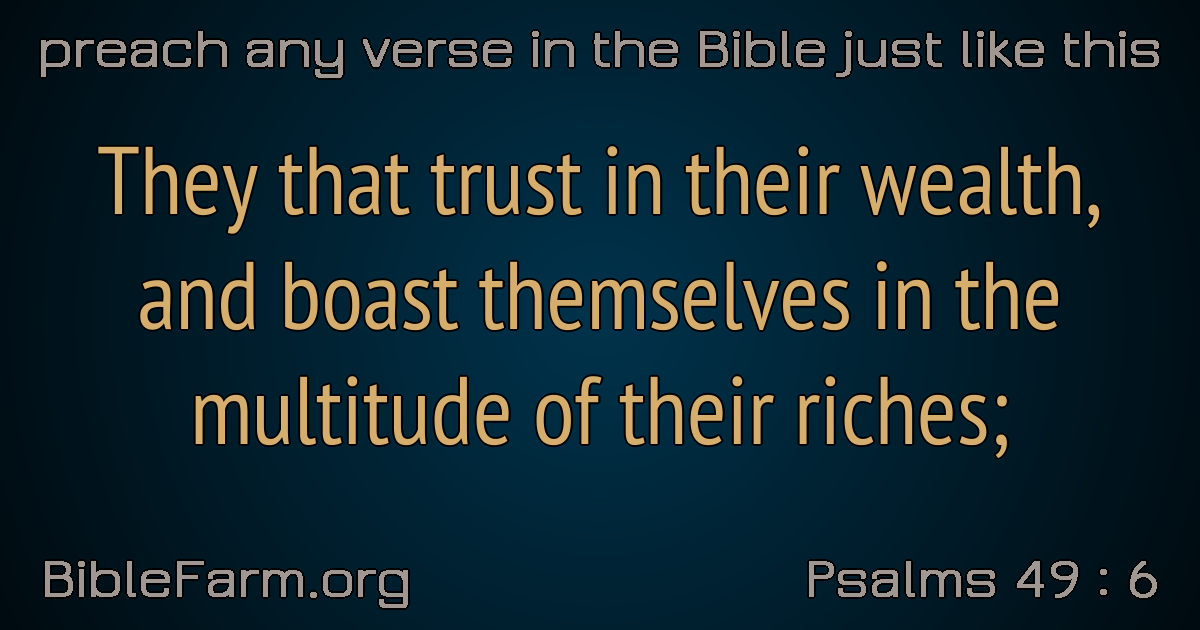 preach any verse in the Bible just like this
They that trust in their wealth,
and boast themselves in the
multitude of their riches;
BibleFarm.org
Psalms 49 : 6